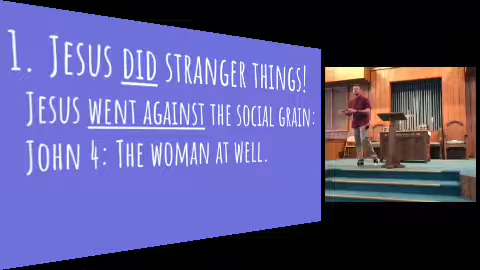 1. Jesus did stranger things!
Jesus went against the social grain:
John 4: The woman at well.